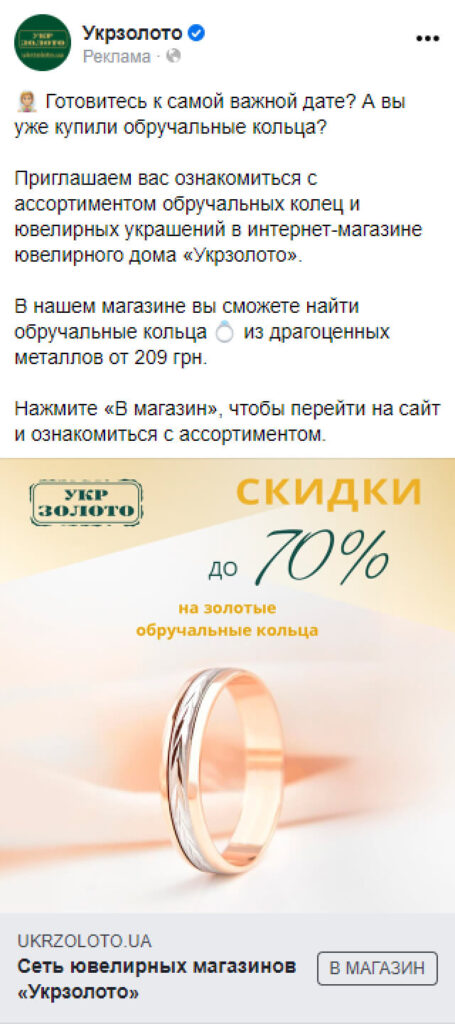 Укрзолото
Реклама ·
Готовитесь к самой важной дате? А вы
уже купили обручальные кольца?
Приглашаем вас ознакомиться с
ассортиментом обручальных колец и
ювелирных украшений в интернет-магазине
ювелирного дома «Укрзолото».
В нашем магазине вы сможете найти
обручальные кольца 💍 из драгоценных
металлов от 209 грн.
Нажмите «В магазин», чтобы перейти на сайт
и ознакомиться с ассортиментом.
УКР
ЗОЛОТО
СКИДКИ
ДО 70%
на золотые
обручальные кольца
UKRZOLOTO.UA
Сеть ювелирных магазинов
«Укрзолото»
В МАГАЗИН